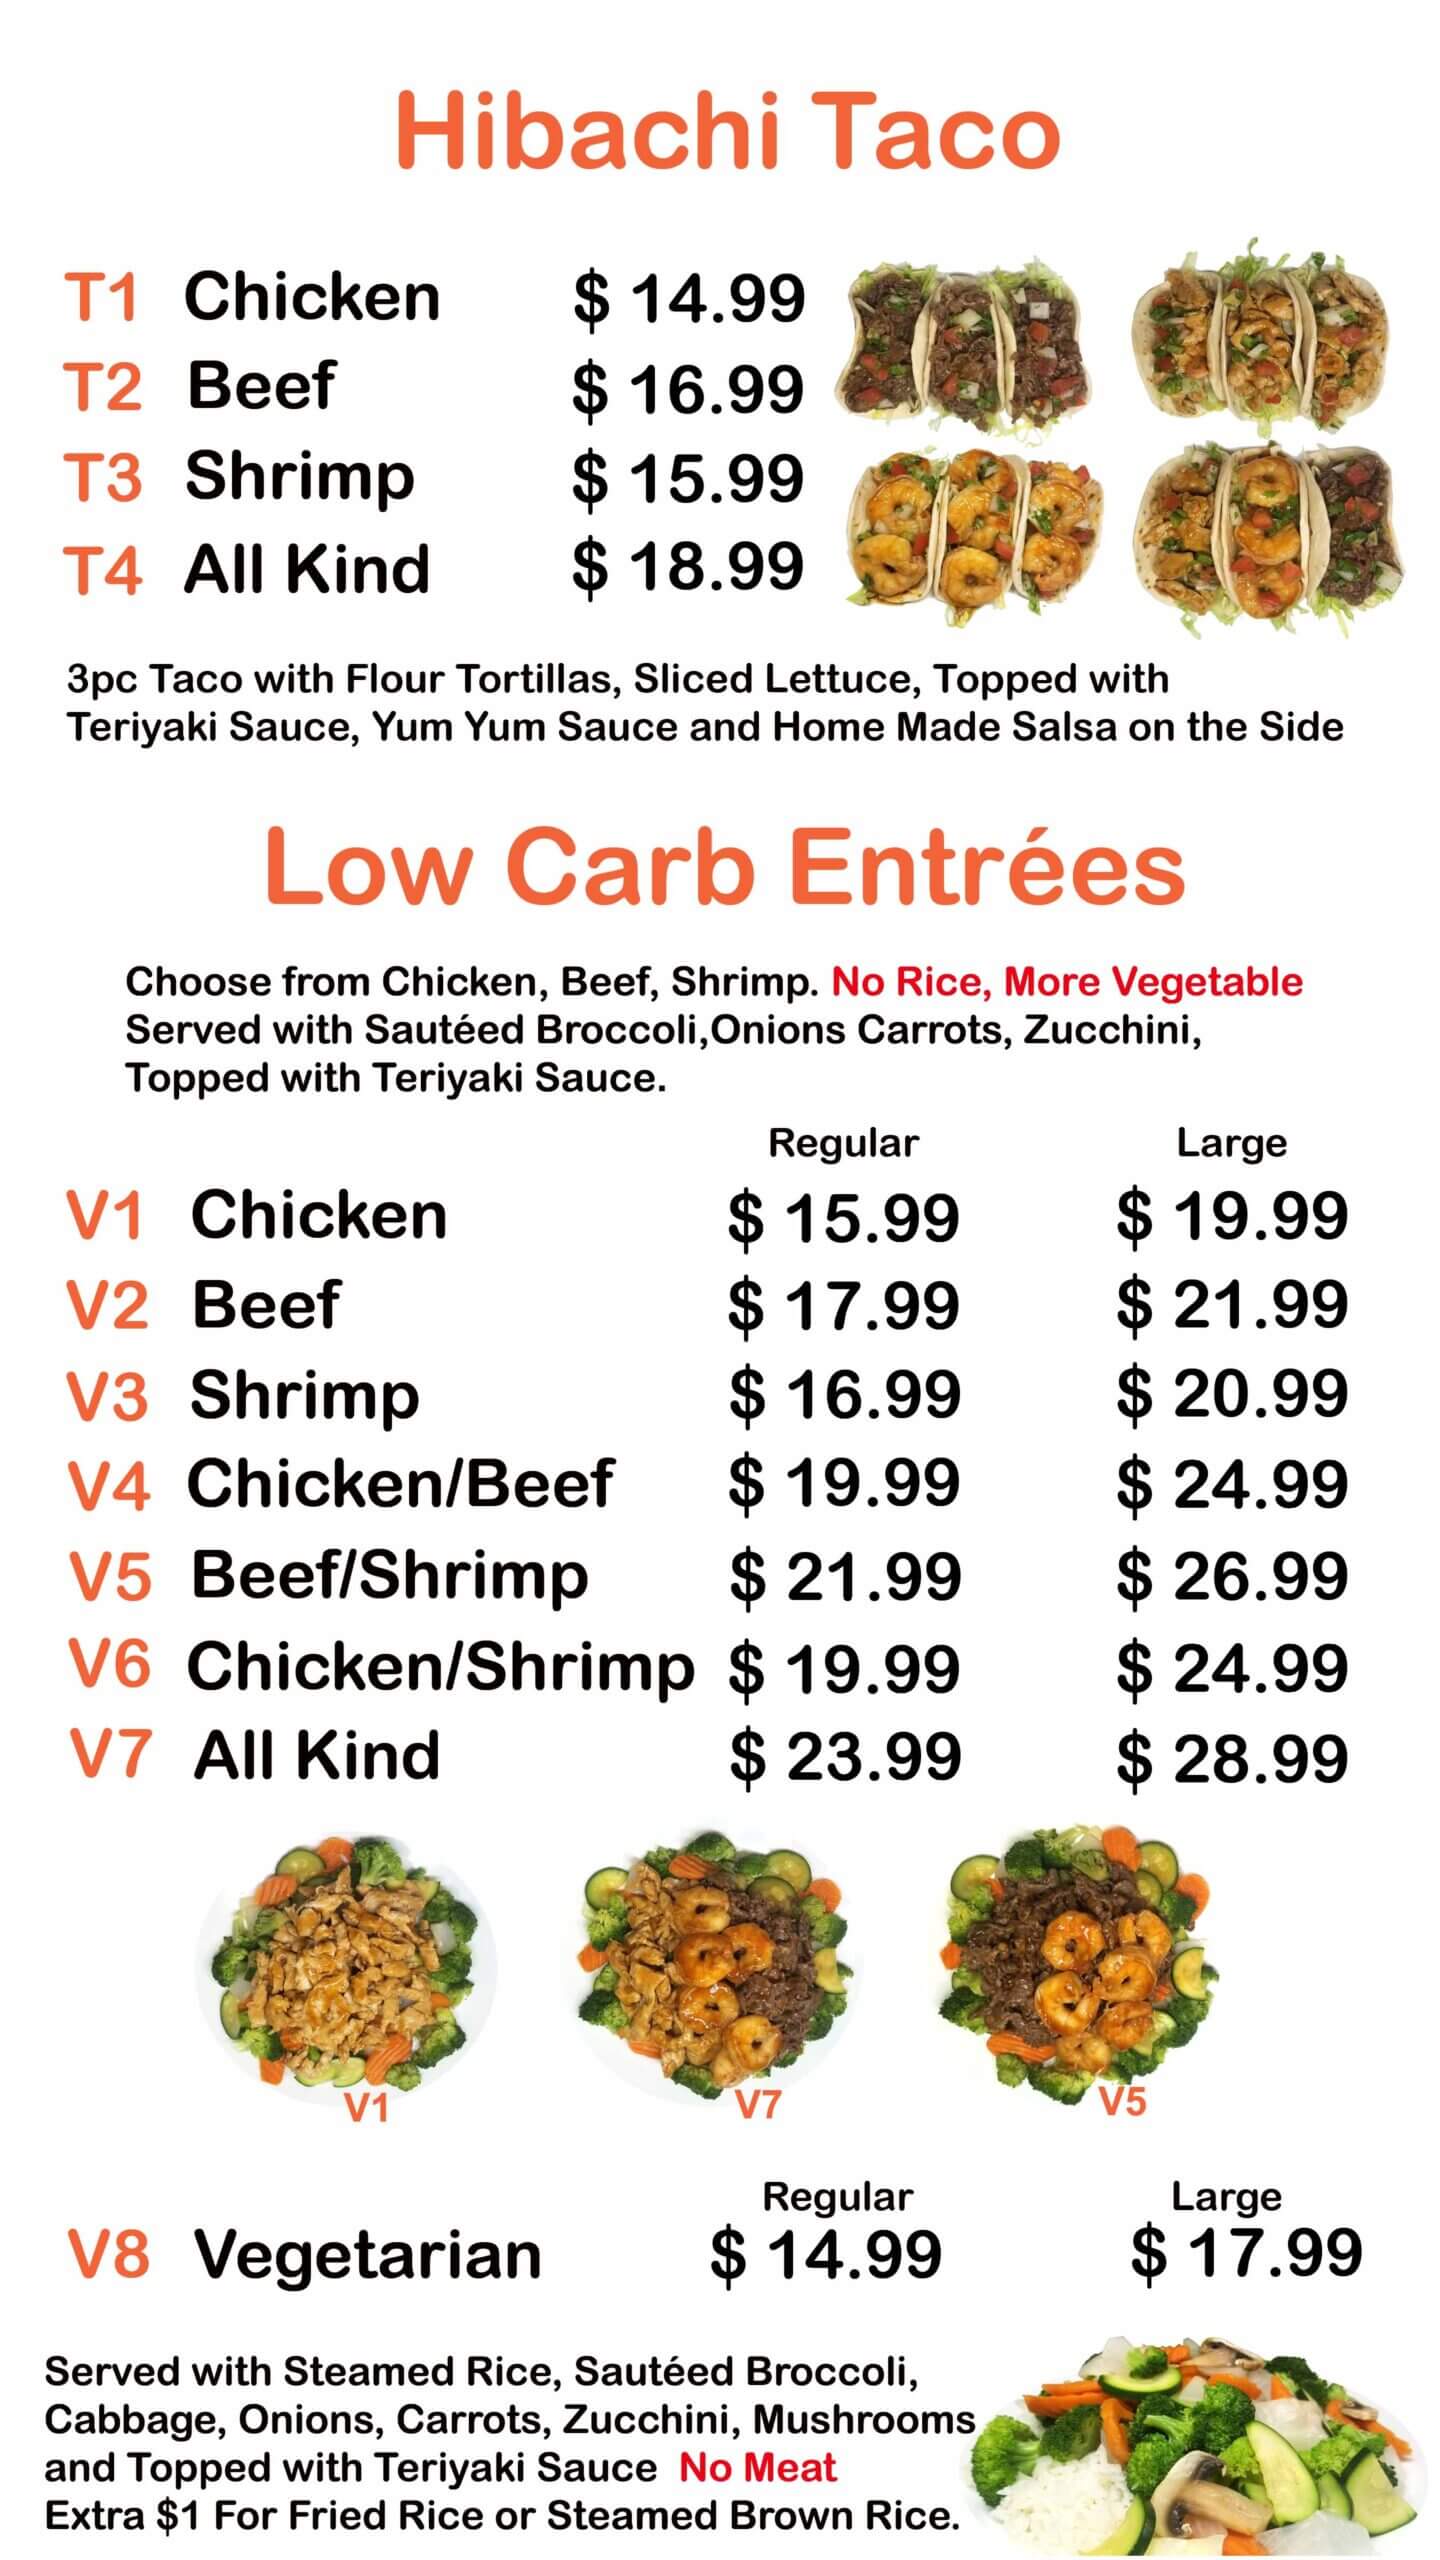 Hibachi Taco
T1 Chicken $ 14.99
T2 Beef $ 16.99
T3 Shrimp $ 15.99
T4 All Kind $ 18.99
3pc Taco with Flour Tortillas, Sliced Lettuce, Topped with
Teriyaki Sauce, Yum Yum Sauce and Home Made Salsa on the Side
Low Carb Entrées
Choose from Chicken, Beef, Shrimp. No Rice, More Vegetable
Served with Sautéed Broccoli,Onions Carrots, Zucchini,
Topped with Teriyaki Sauce.
Regular Large
V1 Chicken $ 15.99 $ 19.99
V2 Beef $ 17.99 $ 21.99
V3 Shrimp $ 16.99 $ 20.99
V4 Chicken/Beef $ 19.99 $ 24.99
V5 Beef/Shrimp $ 21.99 $ 26.99
V6 Chicken/Shrimp $ 19.99 $ 24.99
V7 All Kind $ 23.99 $ 28.99
V1 V7 V5
Regular Large
V8 Vegetarian $ 14.99 $ 17.99
Served with Steamed Rice, Sautéed Broccoli,
Cabbage, Onions, Carrots, Zucchini, Mushrooms
and Topped with Teriyaki Sauce No Meat
Extra $1 For Fried Rice or Steamed Brown Rice.